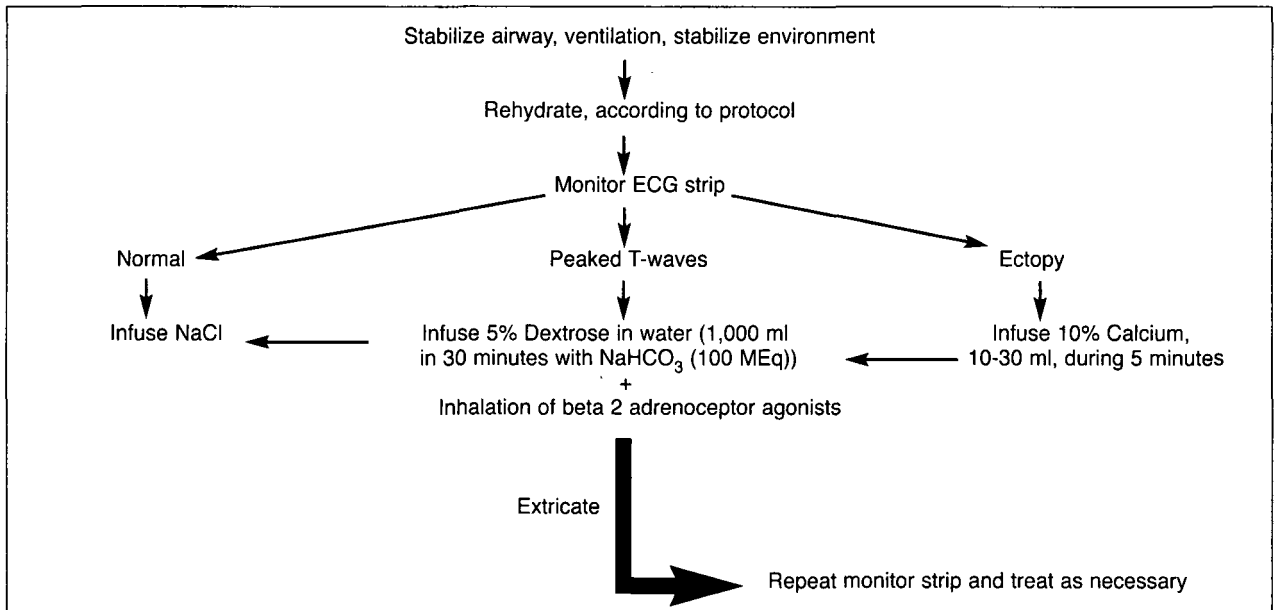 Stabilize airway, ventilation, stabilize environment
Rehydrate, according to protocol
Monitor ECG strip
Normal
Peaked T-waves
Ectopy
Infuse NaCl
Infuse 5% Dextrose in water (1,000 ml
in 30 minutes with NaHCO₃ (100 MEq))
+
Inhalation of beta 2 adrenoceptor agonists
Infuse 10% Calcium,
10-30 ml, during 5 minutes
Extricate
Repeat monitor strip and treat as necessary